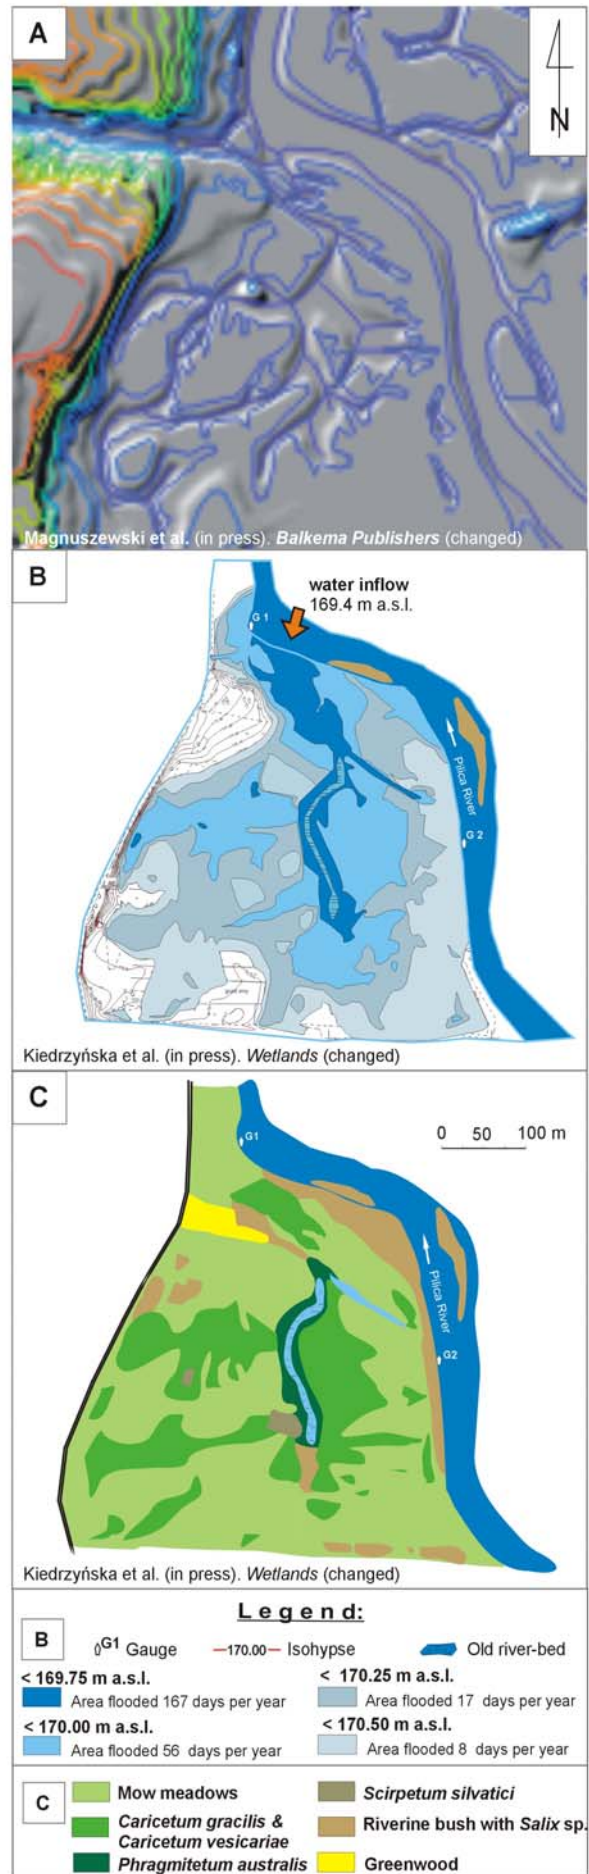 A
N
Magnuszewski et al. (in press). Balkema Publishers (changed)
B
water inflow
169.4 m a.s.l.
G 1
Pilica River
G 2
Kiedrzyńska et al. (in press). Wetlands (changed)
C
G1
0 50 100 m
Pilica River
G2
Kiedrzyńska et al. (in press). Wetlands (changed)
Legend:
B
G1 Gauge
170.00 Isohypse
Old river-bed
< 169.75 m a.s.l.
Area flooded 167 days per year
< 170.25 m a.s.l.
Area flooded 17 days per year
< 170.00 m a.s.l.
Area flooded 56 days per year
< 170.50 m a.s.l.
Area flooded 8 days per year
C
Mow meadows
Scirpetum silvatici
Caricetum gracilis &
Caricetum vesicariae
Riverine bush with Salix sp.
Phragmitetum australis
Greenwood